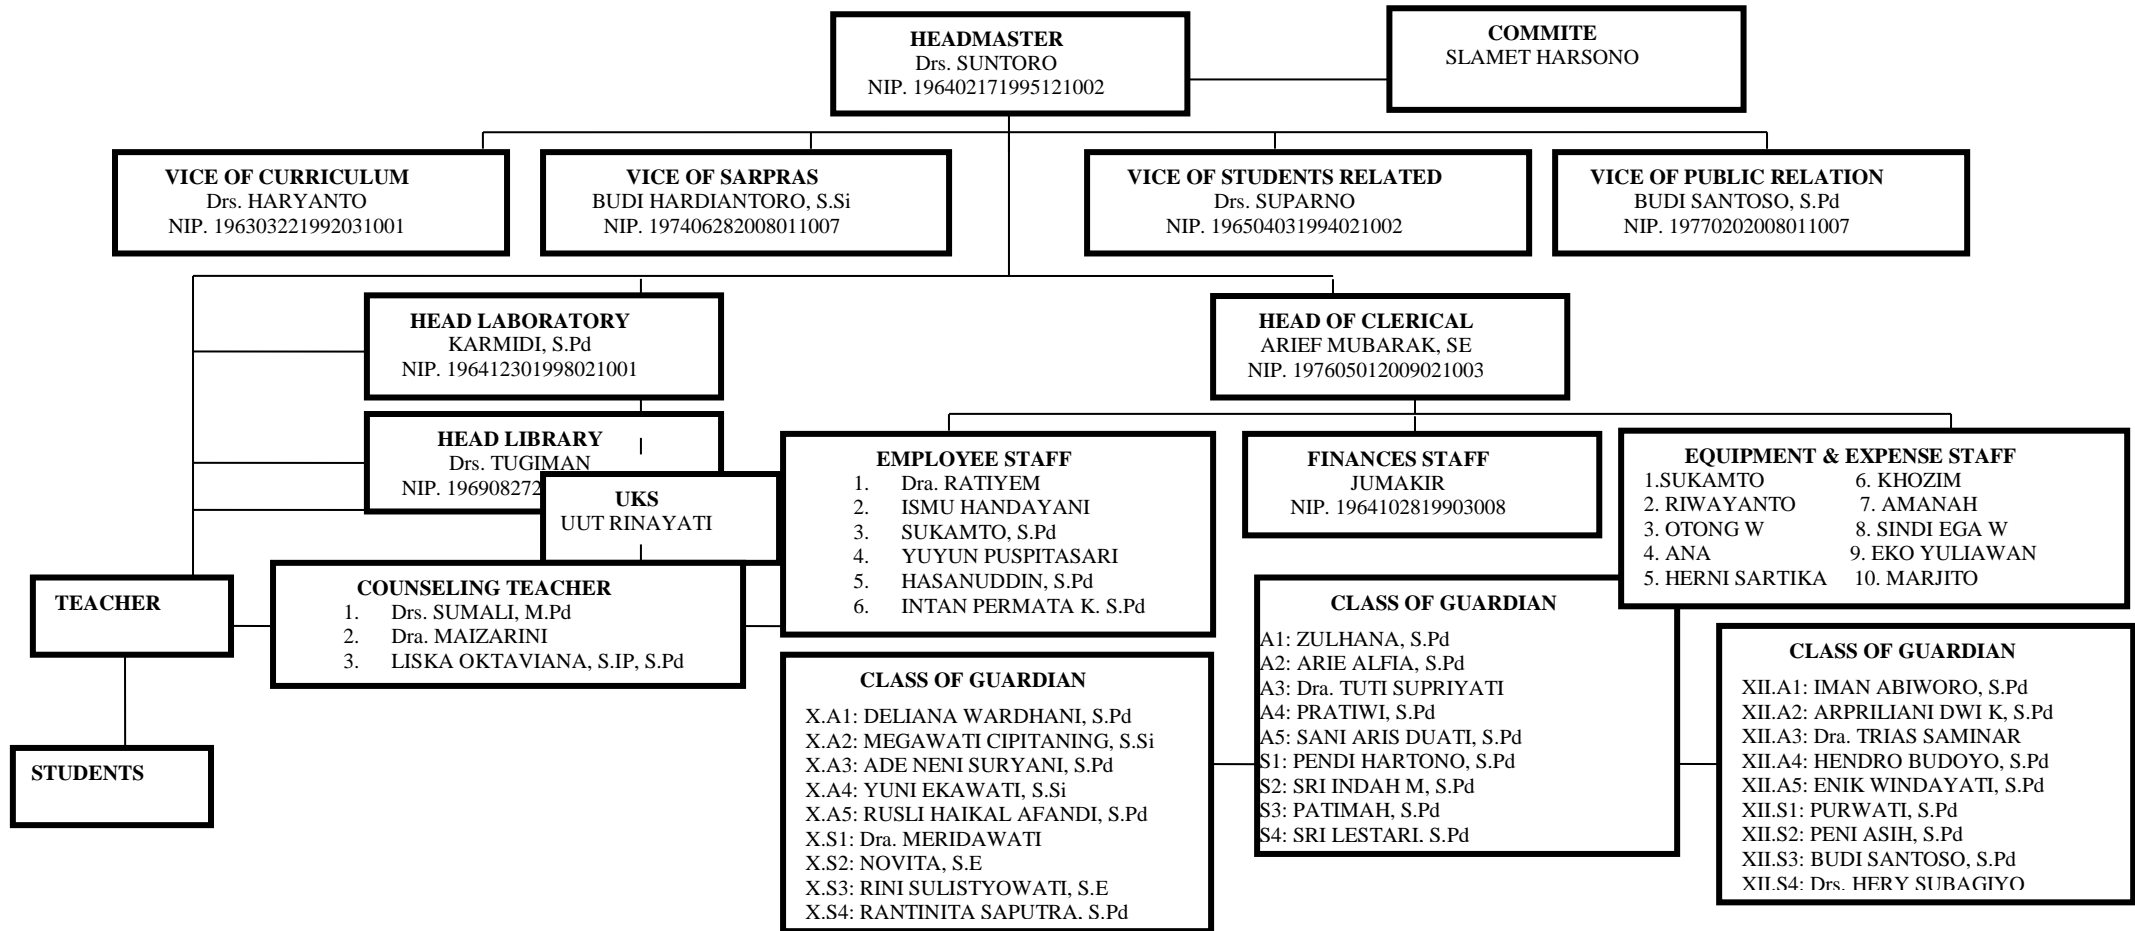 HEADMASTER
Drs. SUNTORO
NIP. 196402171995121002
COMMITE
SLAMET HARSONO
VICE OF CURRICULUM
Drs. HARYANTO
NIP. 196303221992031001
VICE OF SARPRAS
BUDI HARDIANTORO, S.Si
NIP. 197406282008011007
VICE OF STUDENTS RELATED
Drs. SUPARNO
NIP. 196504031994021002
VICE OF PUBLIC RELATION
BUDI SANTOSO, S.Pd
NIP. 19770202008011007
HEAD LABORATORY
KARMIDI, S.Pd
NIP. 196412301998021001
HEAD OF CLERICAL
ARIEF MUBARAK, SE
NIP. 197605012009021003
HEAD LIBRARY
Drs. TUGIMAN
NIP. 196908272
UKS
UUT RINAYATI
EMPLOYEE STAFF
1. Dra. RATIYEM
2. ISMU HANDAYANI
3. SUKAMTO, S.Pd
4. YUYUN PUSPITASARI
5. HASANUDDIN, S.Pd
6. INTAN PERMATA K. S.Pd
FINANCES STAFF
JUMAKIR
NIP. 1964102819903008
EQUIPMENT & EXPENSE STAFF
1.SUKAMTO 6. KHOZIM
2. RIWAYANTO 7. AMANAH
3. OTONG W 8. SINDI EGA W
4. ANA 9. EKO YULIAWAN
5. HERNI SARTIKA 10. MARJITO
TEACHER
COUNSELING TEACHER
1. Drs. SUMALI, M.Pd
2. Dra. MAIZARINI
3. LISKA OKTAVIANA, S.IP, S.Pd
STUDENTS
CLASS OF GUARDIAN
X.A1: DELIANA WARDHANI, S.Pd
X.A2: MEGAWATI CIPITANING, S.Si
X.A3: ADE NENI SURYANI, S.Pd
X.A4: YUNI EKAWATI, S.Si
X.A5: RUSLI HAIKAL AFANDI, S.Pd
X.S1: Dra. MERIDAWATI
X.S2: NOVITA, S.E
X.S3: RINI SULISTYOWATI, S.E
X.S4: RANTINITA SAPUTRA. S.Pd
CLASS OF GUARDIAN
A1: ZULHANA, S.Pd
A2: ARIE ALFIA, S.Pd
A3: Dra. TUTI SUPRIYATI
A4: PRATIWI, S.Pd
A5: SANI ARIS DUATI, S.Pd
S1: PENDI HARTONO, S.Pd
S2: SRI INDAH M, S.Pd
S3: PATIMAH, S.Pd
S4: SRI LESTARI. S.Pd
CLASS OF GUARDIAN
XII.A1: IMAN ABIWORO, S.Pd
XII.A2: ARPRILIANI DWI K, S.Pd
XII.A3: Dra. TRIAS SAMINAR
XII.A4: HENDRO BUDOYO, S.Pd
XII.A5: ENIK WINDAYATI, S.Pd
XII.S1: PURWATI, S.Pd
XII.S2: PENI ASIH, S.Pd
XII.S3: BUDI SANTOSO, S.Pd
XII.S4: Drs. HERY SUBAGIYO